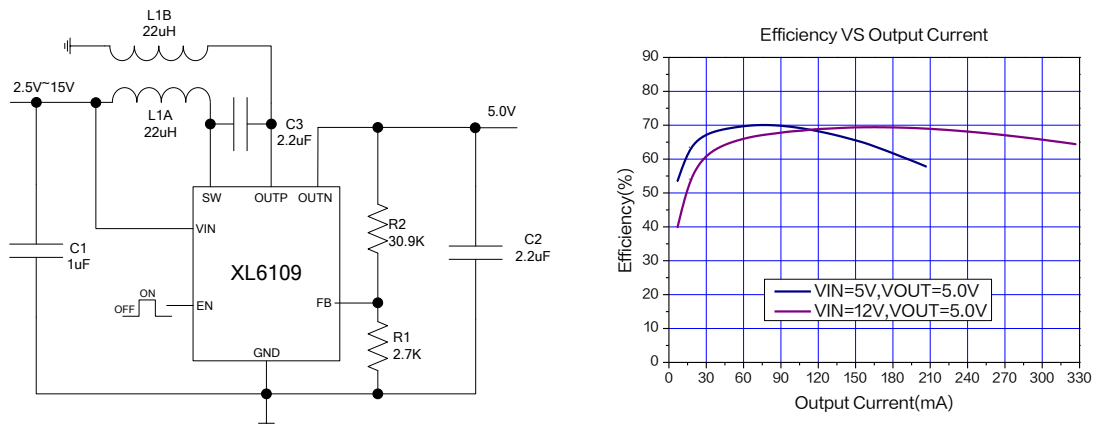 L1B
22uH
2.5V~15V
L1A
22uH
C3
2.2uF
5.0V
SW
OUTP
OUTN
VIN
R2
30.9K
C1
1uF
C2
2.2uF
XL6109
ON
OFF
EN
FB
R1
2.7K
GND
Efficiency VS Output Current
90
80
70
60
50
40
30
20
10
0
Efficiency(%)
VIN=5V,VOUT=5.0V
VIN=12V,VOUT=5.0V
0 30 60 90 120 150 180 210 240 270 300 330
Output Current(mA)